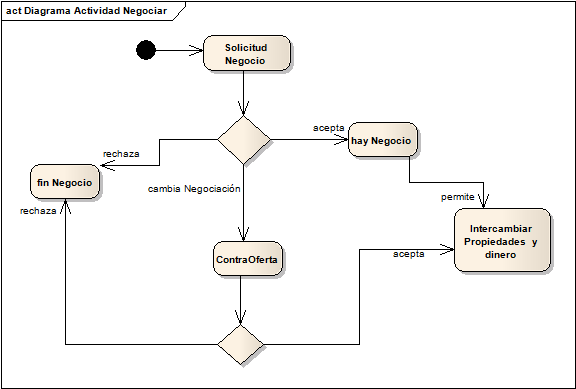 act Diagrama Actividad Negociar
Solicitud
Negocio
acepta
hay Negocio
rechaza
fin Negocio
cambia Negociación
permite
rechaza
Intercambiar
Propiedades y
dinero
ContraOferta
acepta